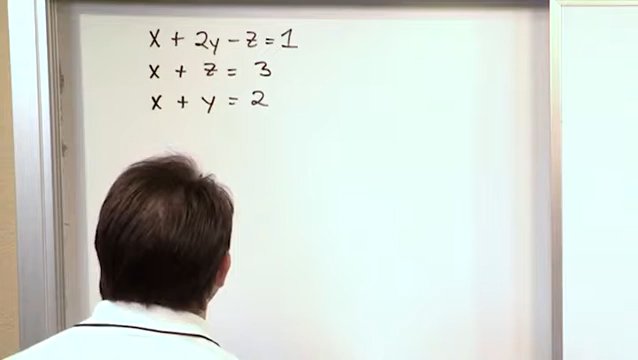 x + 2y - z = 1
x + z = 3
x + y = 2